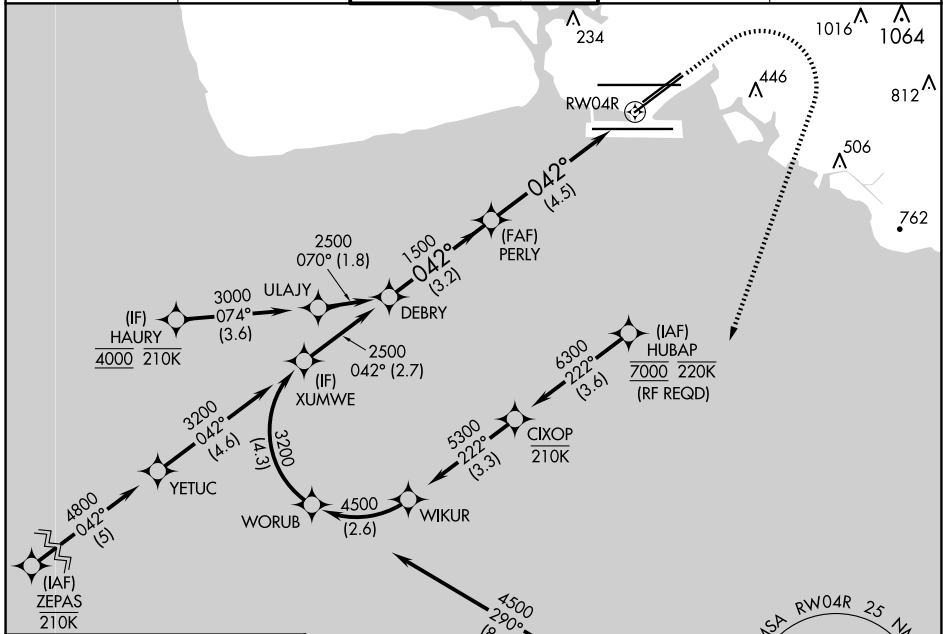 234
1016
1064
446
812
RW04R
506
762
042°
(4.5)
(FAF)
PERLY
1500
042°
(3.2)
2500
070° (1.8)
ULAJY
DEBRY
3000
074°
(3.6)
(IF)
HAURY
4000 210K
2500
042° (2.7)
(IF)
XUMWE
(IAF)
HUBAP
7000 220K
(RF REQD)
6300
222°
(3.6)
CIXOP
210K
5300
222°
(3.3)
3200
042°
(4.6)
3200
(4.3)
YETUC
WORUB
4500
(2.6)
WIKUR
4800
042°
(5)
(IAF)
ZEPAS
210K
4500
290°
MSA RW04R 25